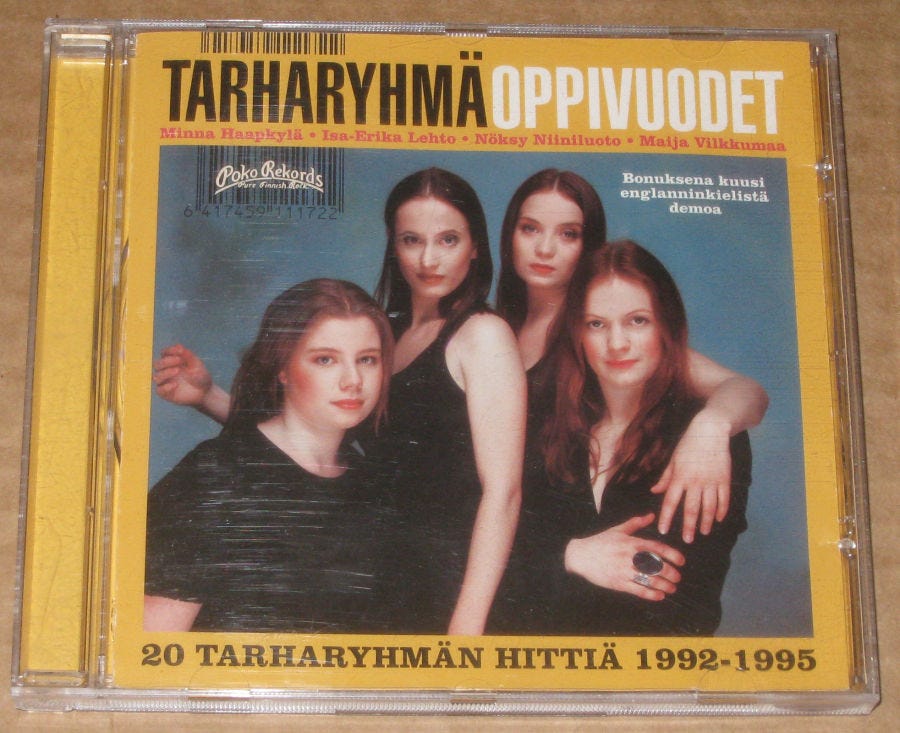 TARHARYHMÄ OPPIVUODET
Minna Haapkylä • Isa-Erika Lehto • Nöksy Niiniluoto • Maija Vilkkumaa
Poko Rekords
Pure Finnish Rock
6 417459 111722
Bonuksena kuusi
englanninkielistä
demoa
20 TARHARYHMÄN HITTIÄ 1992-1995